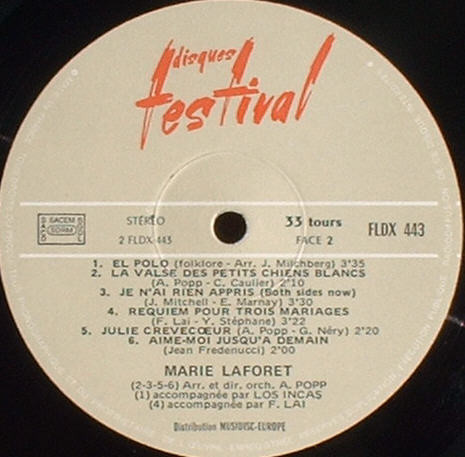 disques
festival
SACEM
SACD
SDRM
SGDL
STÉRÉO
33 tours
FLDX 443
2 FLDX 443
FACE 2
1. EL POLO (folklore - Arr. J. Milchberg) 3'35
2. LA VALSE DES PETITS CHIENS BLANCS
(A. Popp - C. Caulier) 2'10
3. JE N'AI RIEN APPRIS (Both sides now)
(J. Mitchell - E. Marnay) 3'30
4. REQUIEM POUR TROIS MARIAGES
(F. Lai - Y. Stéphane) 3'22
5. JULIE CREVECŒUR (A. Popp - G. Néry) 2'20
6. AIME-MOI JUSQU'A DEMAIN
(Jean Fredenucci) 2'00
MARIE LAFORET
(2-3-5-6) Arr. et dir. orch. A. POPP
(1) accompagnée par LOS INCAS
(4) accompagnée par F. LAI
Distribution MUSIDISC-EUROPE